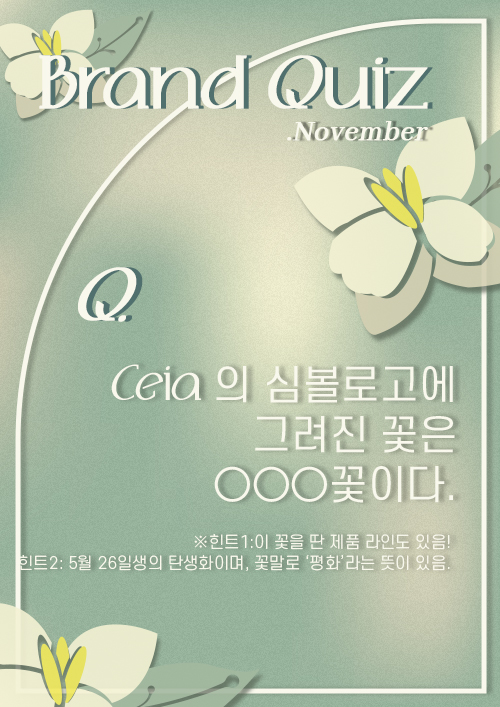 Brand Quiz
.November
Q.
Ceia 의 심볼로고에
그려진 꽃은
OOO꽃이다.
※힌트1:이 꽃을 딴 제품 라인도 있음!
힌트2: 5월 26일생의 탄생화이며, 꽃말로 '평화'라는 뜻이 있음.